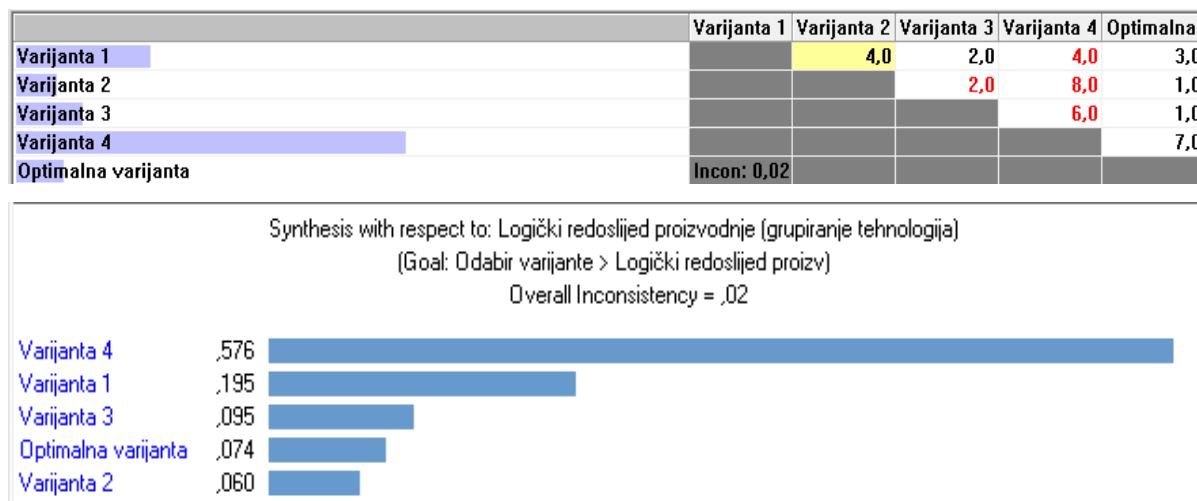 Varijanta 1 Varijanta 2 Varijanta 3 Varijanta 4 Optimalna
Varijanta 1 4,0 2,0 4,0 3,0
Varijanta 2 2,0 8,0 1,0
Varijanta 3 6,0 1,0
Varijanta 4 7,0
Optimalna varijanta Incon: 0,02
Synthesis with respect to: Logički redoslijed proizvodnje (grupiranje tehnologija)
(Goal: Odabir varijante > Logički redoslijed proizv)
Overall Inconsistency = ,02
Varijanta 4 ,576
Varijanta 1 ,195
Varijanta 3 ,095
Optimalna varijanta ,074
Varijanta 2 ,060